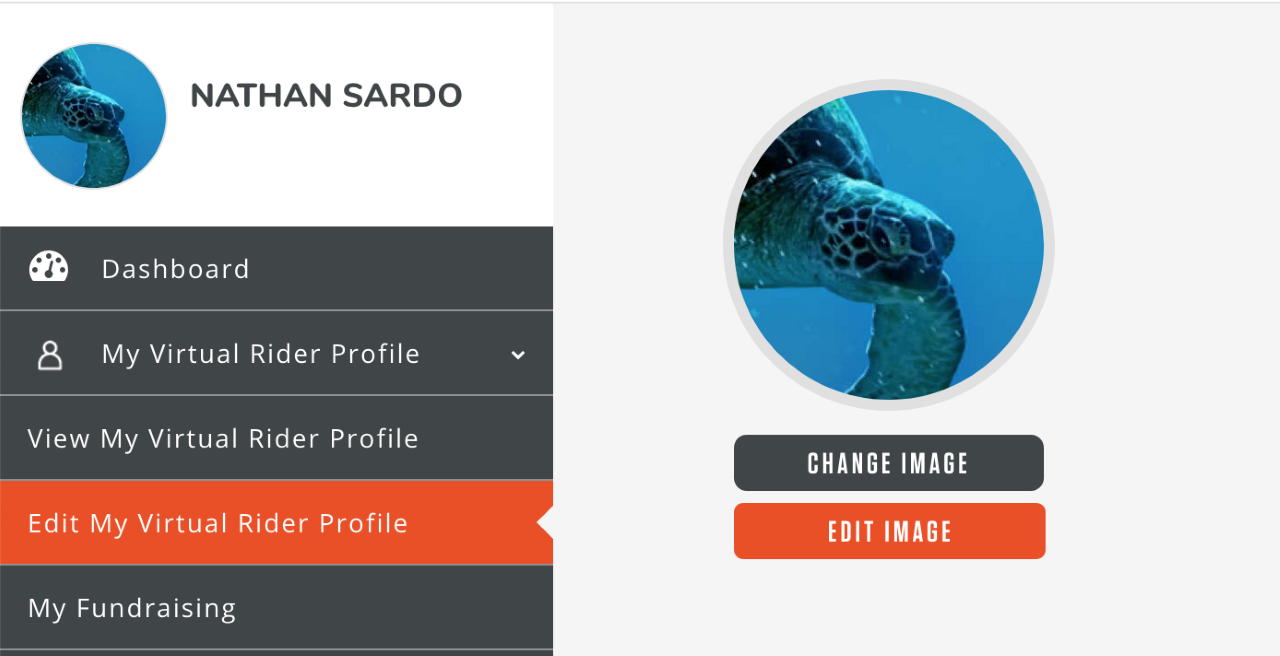 NATHAN SARDO
Dashboard
My Virtual Rider Profile
View My Virtual Rider Profile
Edit My Virtual Rider Profile
My Fundraising
CHANGE IMAGE
EDIT IMAGE